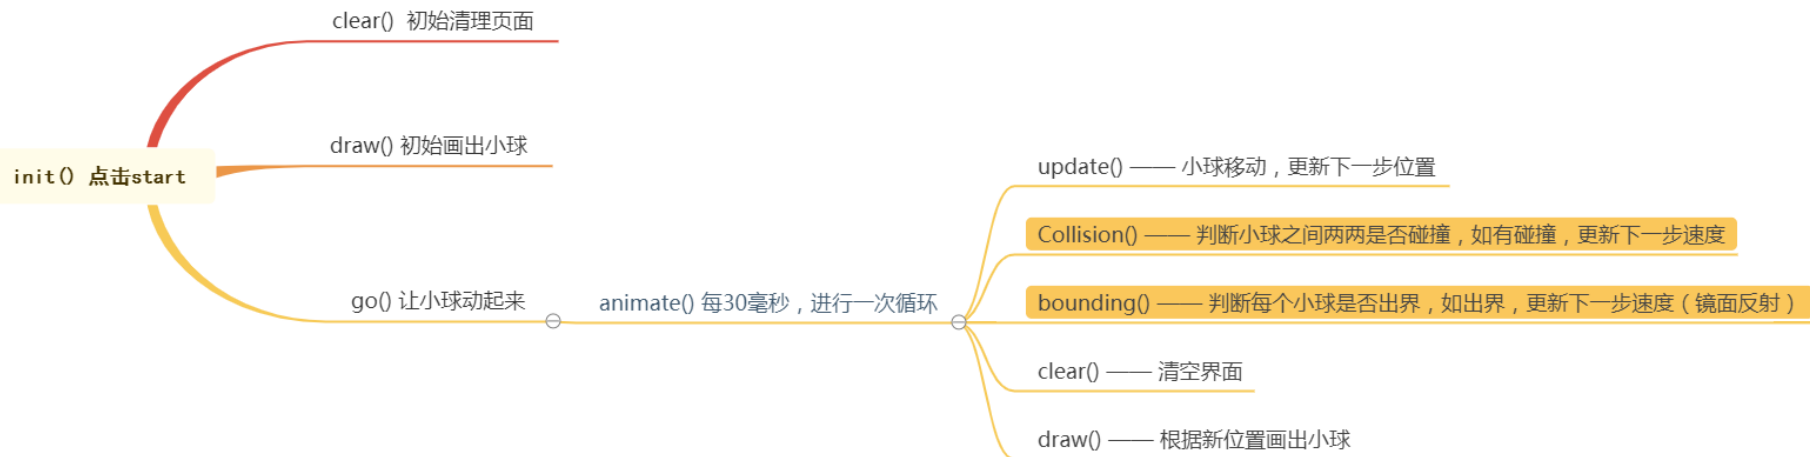 clear() 初始清理页面
draw() 初始画出小球
init() 点击start
go() 让小球动起来
animate() 每30毫秒，进行一次循环
update() —— 小球移动，更新下一步位置
Collision() —— 判断小球之间两两是否碰撞，如有碰撞，更新下一步速度
bounding() —— 判断每个小球是否出界，如出界，更新下一步速度（镜面反射）
clear() —— 清空界面
draw() —— 根据新位置画出小球